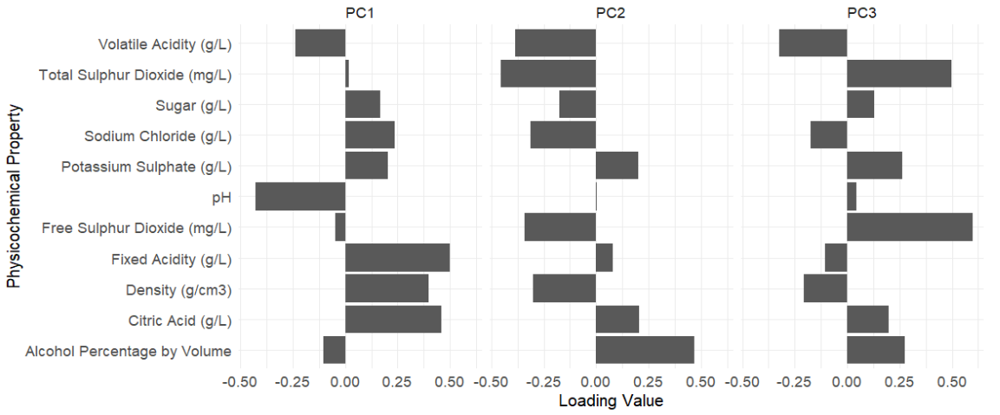 PC1 PC2 PC3
Physicochemical Property
Volatile Acidity (g/L)
Total Sulphur Dioxide (mg/L)
Sugar (g/L)
Sodium Chloride (g/L)
Potassium Sulphate (g/L)
pH
Free Sulphur Dioxide (mg/L)
Fixed Acidity (g/L)
Density (g/cm3)
Citric Acid (g/L)
Alcohol Percentage by Volume
-0.50 -0.25 0.00 0.25 0.50 -0.50 -0.25 0.00 0.25 0.50 -0.50 -0.25 0.00 0.25 0.50
Loading Value